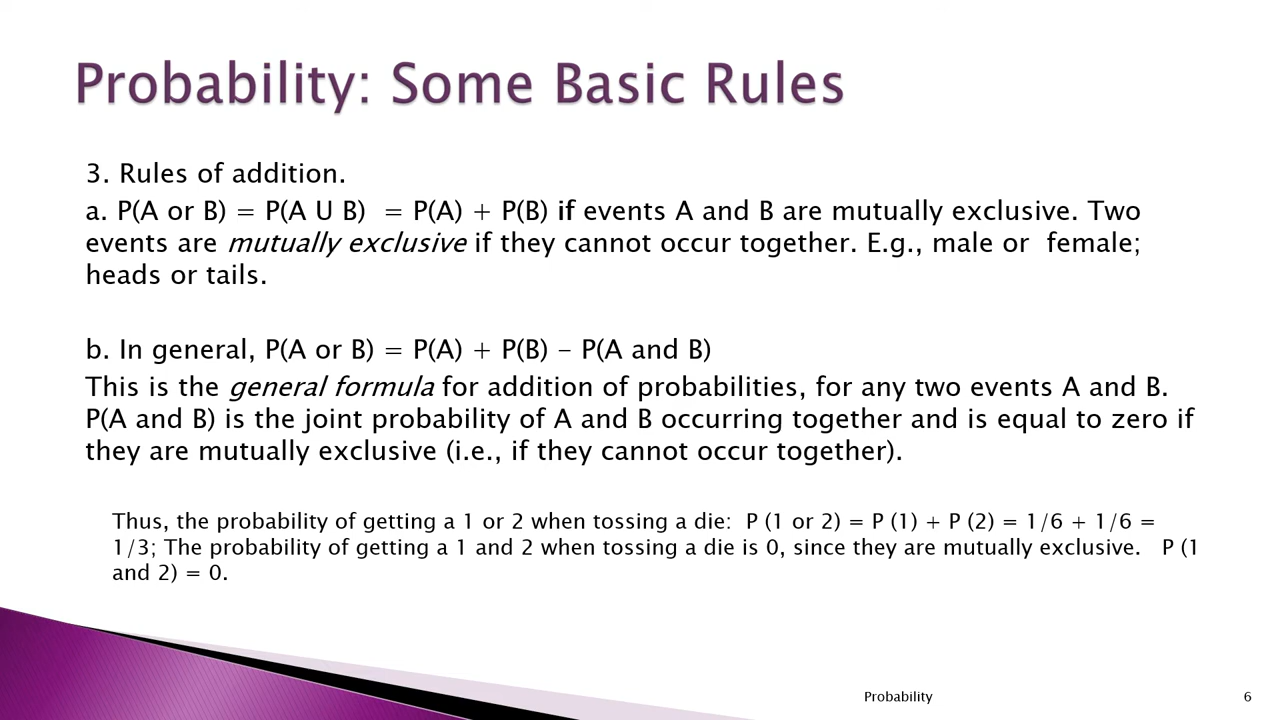 Probability: Some Basic Rules
3. Rules of addition.
a. P(A or B) = P(A U B)  = P(A) + P(B) if events A and B are mutually exclusive. Two
events are mutually exclusive if they cannot occur together. E.g., male or  female;
heads or tails.
b. In general, P(A or B) = P(A) + P(B) – P(A and B)
This is the general formula for addition of probabilities, for any two events A and B.
P(A and B) is the joint probability of A and B occurring together and is equal to zero if
they are mutually exclusive (i.e., if they cannot occur together).
Thus, the probability of getting a 1 or 2 when tossing a die:  P (1 or 2) = P (1) + P (2) = 1/6 + 1/6 =
1/3; The probability of getting a 1 and 2 when tossing a die is 0, since they are mutually exclusive.   P (1
and 2) = 0.
Probability 6